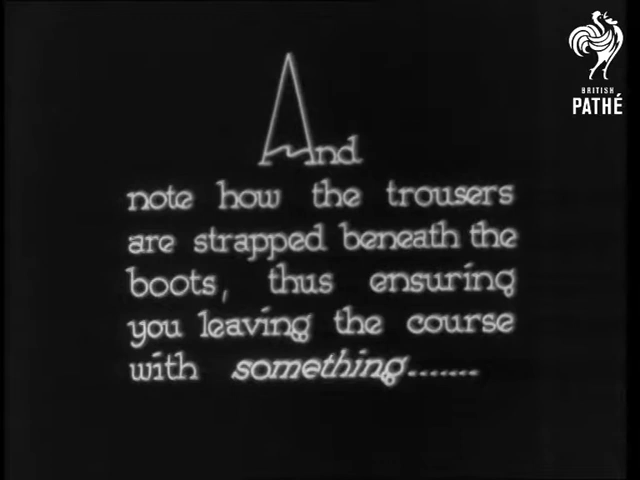 BRITISH
PATHÉ
And
note how the trousers
are strapped beneath the
boots, thus ensuring
you leaving the course
with something.......